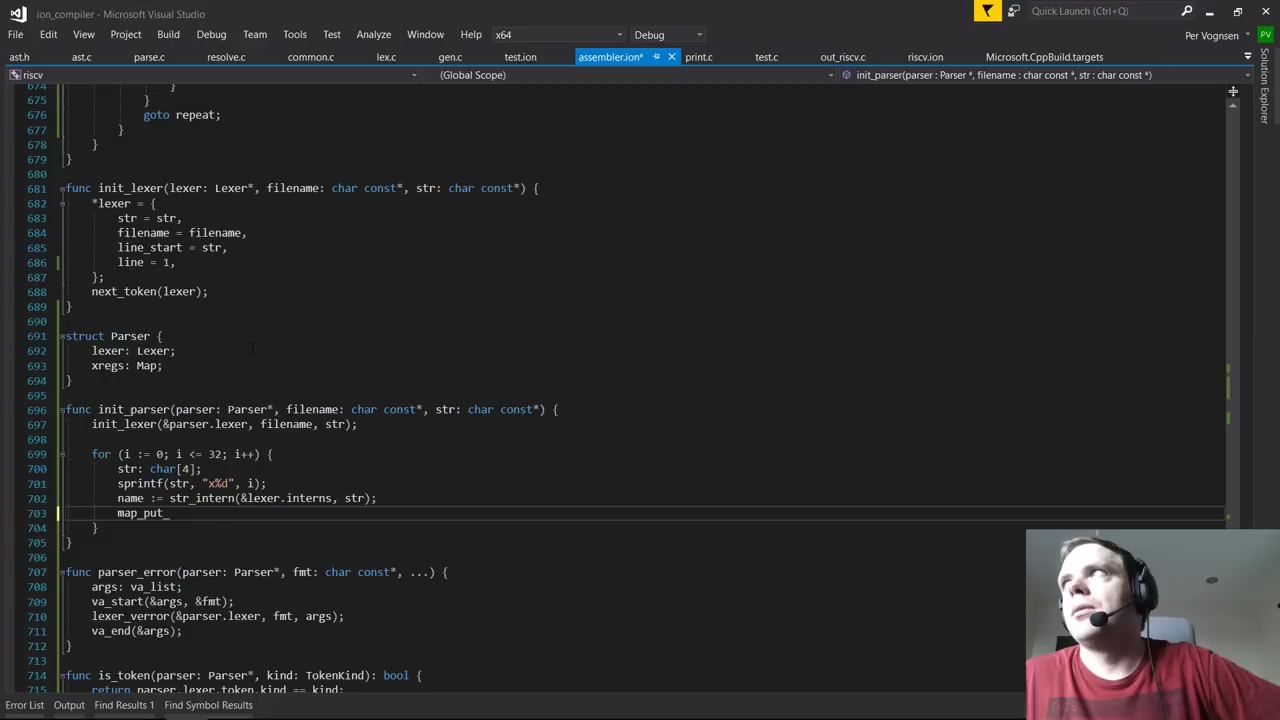 ion_compiler - Microsoft Visual Studio
Quick Launch (Ctrl+Q)
File Edit View Project Build Debug Team Tools Test Analyze Window Help x64 Debug
Per Vognsen PV
ast.h ast.c parse.c resolve.c common.c lex.c gen.c test.ion assembler.ion* print.c test.c out_riscv.c riscv.ion Microsoft.CppBuild.targets
riscv (Global Scope) init_parser(parser : Parser *, filename : char const *, str : char const *)
Solution Explorer
674 }
675 }
676 goto repeat;
677 }
678 }
679 }
680
681 func init_lexer(lexer: Lexer*, filename: char const*, str: char const*) {
682 *lexer = {
683 str = str,
684 filename = filename,
685 line_start = str,
686 line = 1,
687 };
688 next_token(lexer);
689 }
690
691 struct Parser {
692 lexer: Lexer;
693 xregs: Map;
694 }
695
696 func init_parser(parser: Parser*, filename: char const*, str: char const*) {
697 init_lexer(&parser.lexer, filename, str);
698
699 for (i := 0; i <= 32; i++) {
700 str: char[4];
701 sprintf(str, "x%d", i);
702 name := str_intern(&lexer.interns, str);
703 map_put_
704 }
705 }
706
707 func parser_error(parser: Parser*, fmt: char const*, ...) {
708 args: va_list;
709 va_start(&args, &fmt);
710 lexer_verror(&parser.lexer, fmt, args);
711 va_end(&args);
712 }
713
714 func is_token(parser: Parser*, kind: TokenKind): bool {
715 return parser.lexer.token.kind == kind;
Error List Output Find Results 1 Find Symbol Results